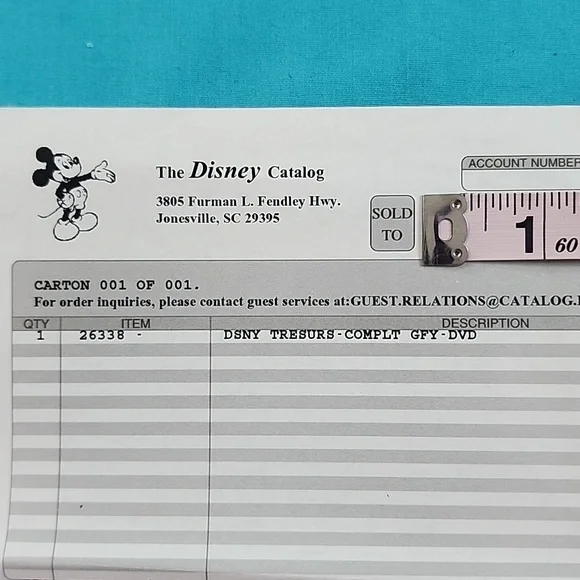 The Disney Catalog
3805 Furman L. Fendley Hwy.
Jonesville, SC 29395
ACCOUNT NUMBER
SOLD
TO
1
60
CARTON 001 OF 001.
For order inquiries, please contact guest services at:GUEST.RELATIONS@CATALOG.
QTY ITEM DESCRIPTION
1 26338 - DSNY TRESURS-COMPLT GFY-DVD